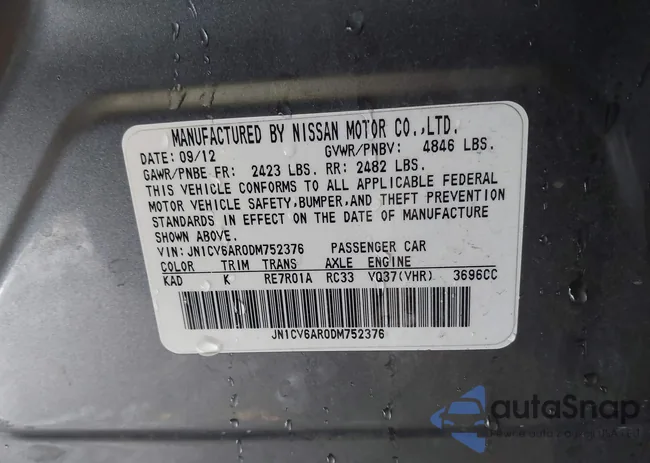 MANUFACTURED BY NISSAN MOTOR CO.,LTD.
DATE: 09/12 GVWR/PNBV: 4846 LBS.
GAWR/PNBE FR: 2423 LBS. RR: 2482 LBS.
THIS VEHICLE CONFORMS TO ALL APPLICABLE FEDERAL
MOTOR VEHICLE SAFETY,BUMPER,AND THEFT PREVENTION
STANDARDS IN EFFECT ON THE DATE OF MANUFACTURE
SHOWN ABOVE.
VIN: JN1CV6AR0DM752376 PASSENGER CAR
COLOR TRIM TRANS AXLE ENGINE
KAD K RE7R01A RC33 VQ37(VHR) 3696CC
JN1CV6AR0DM752376
autoSnap